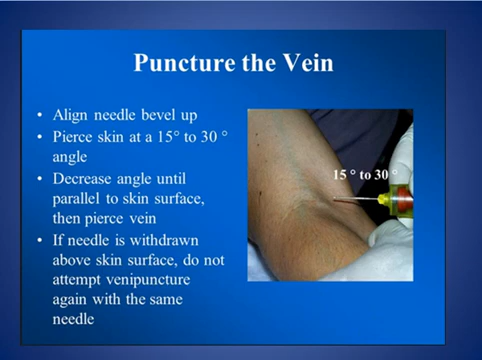 Puncture the Vein
• Align needle bevel up
• Pierce skin at a 15° to 30 °
angle
• Decrease angle until
parallel to skin surface,
then pierce vein
• If needle is withdrawn
above skin surface, do not
attempt venipuncture
again with the same
needle
15 ° to 30 °